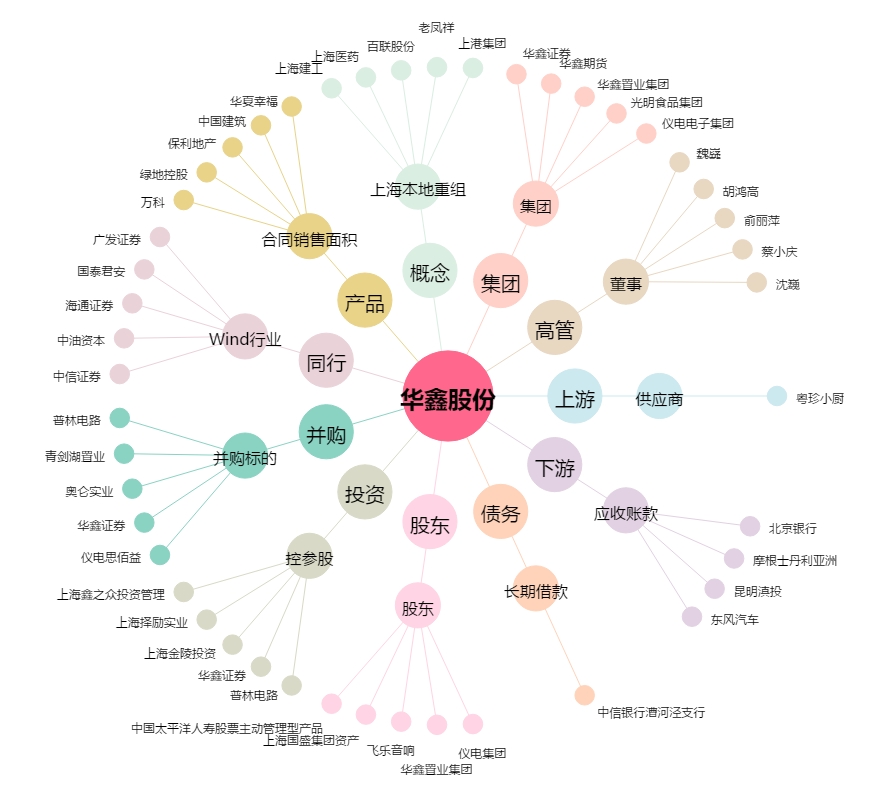 老凤祥
上港集团
百联股份
上海医药
上海建工
华鑫证券
华鑫期货
华鑫置业集团
光明食品集团
仪电电子集团
华夏幸福
中国建筑
保利地产
绿地控股
万科
魏嶷
胡鸿高
俞丽萍
蔡小庆
沈巍
上海本地重组
集团
合同销售面积
董事
概念
集团
产品
高管
广发证券
国泰君安
海通证券
中油资本
中信证券
Wind行业
同行
华鑫股份
上游
供应商
粤珍小厨
普林电路
青剑湖置业
奥仑实业
华鑫证券
仪电思佰益
并购标的
并购
投资
股东
债务
下游
应收账款
北京银行
摩根士丹利亚洲
昆明滇投
东风汽车
控参股
股东
长期借款
上海鑫之众投资管理
上海择励实业
上海金陵投资
华鑫证券
普林电路
中国太平洋人寿股票主动管理型产品
上海国盛集团资产
飞乐音响
华鑫置业集团
仪电集团
中信银行漕河泾支行